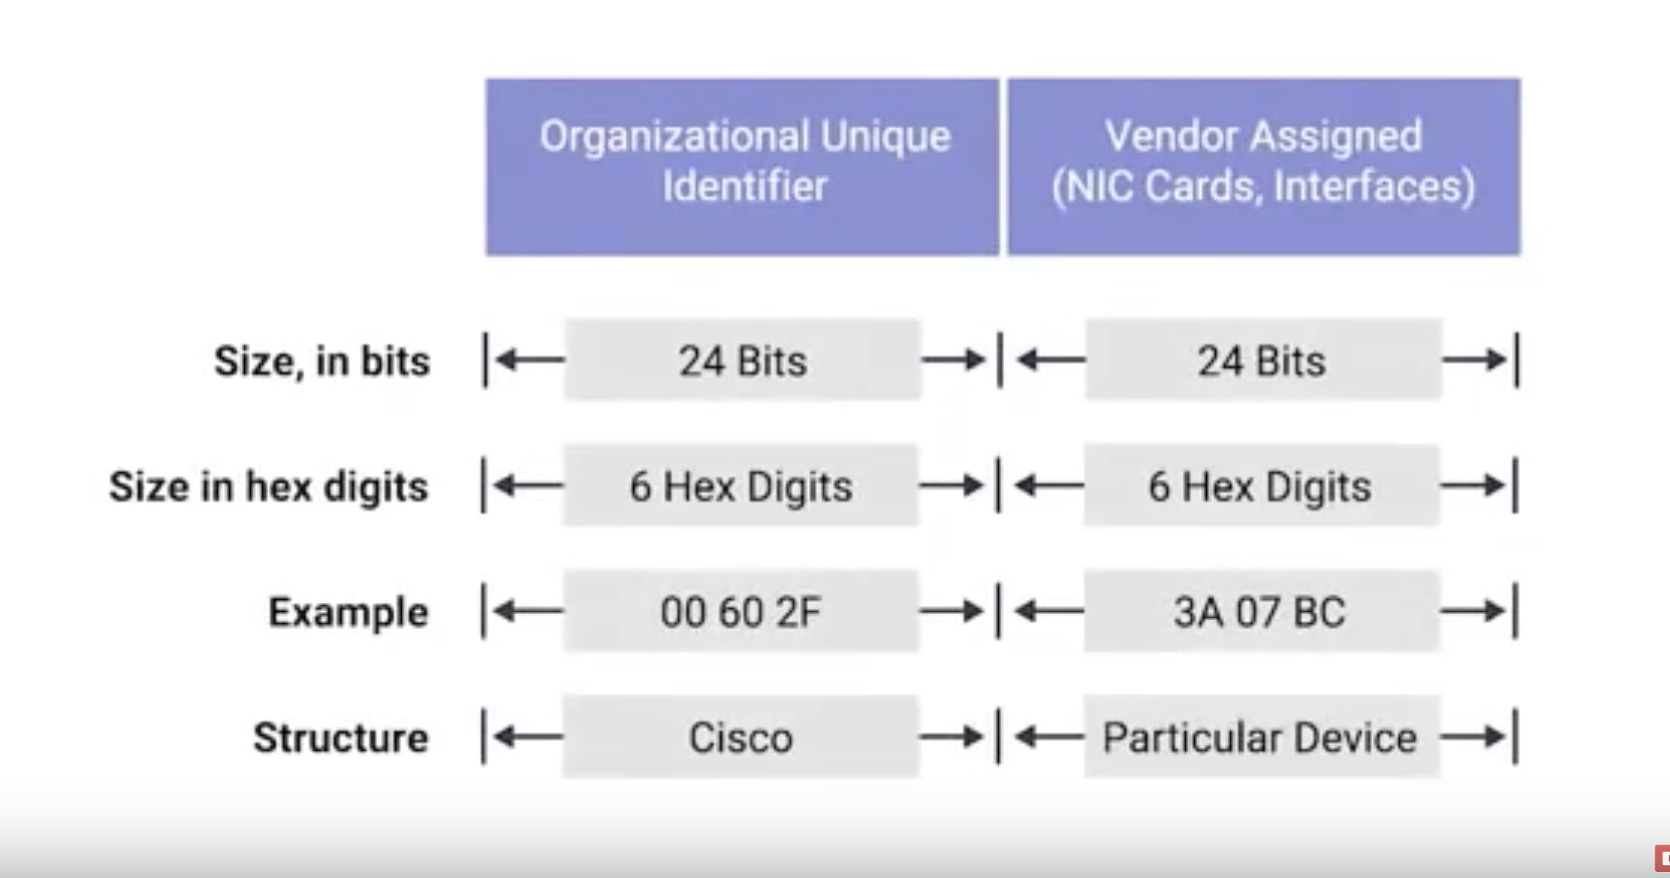 Organizational Unique
Identifier
Vendor Assigned
(NIC Cards, Interfaces)
Size, in bits
24 Bits
24 Bits
Size in hex digits
6 Hex Digits
6 Hex Digits
Example
00 60 2F
3A 07 BC
Structure
Cisco
Particular Device